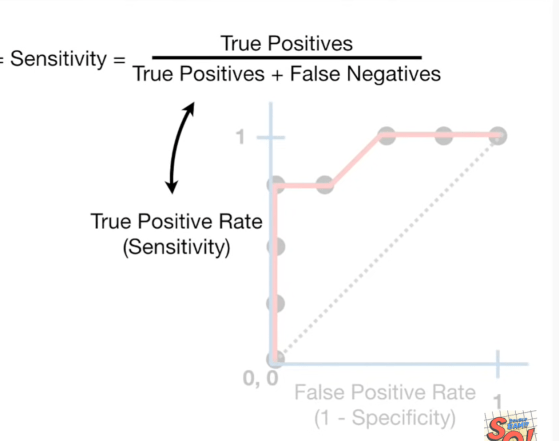 = Sensitivity =
True Positives
True Positives + False Negatives
1
True Positive Rate
(Sensitivity)
0, 0
False Positive Rate
1
(1 - Specificity)